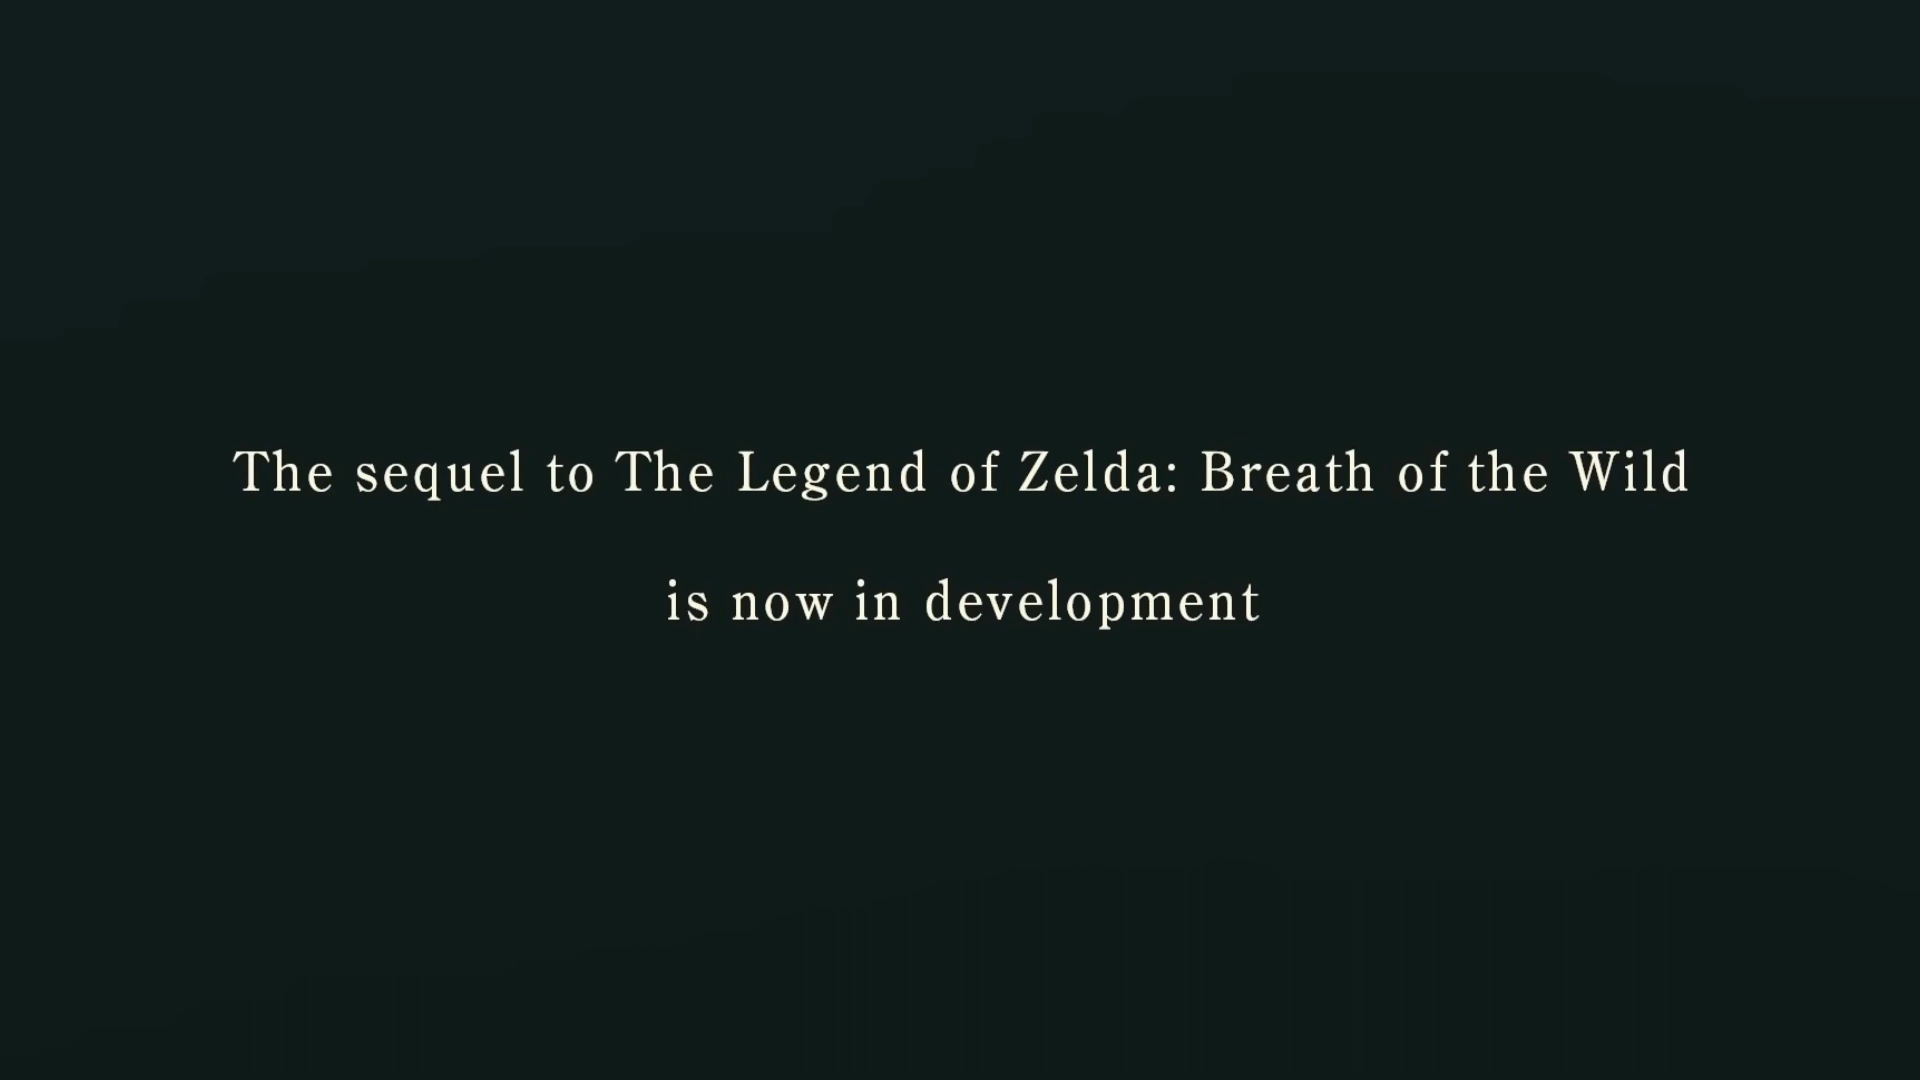 The sequel to The Legend of Zelda: Breath of the Wild
is now in development